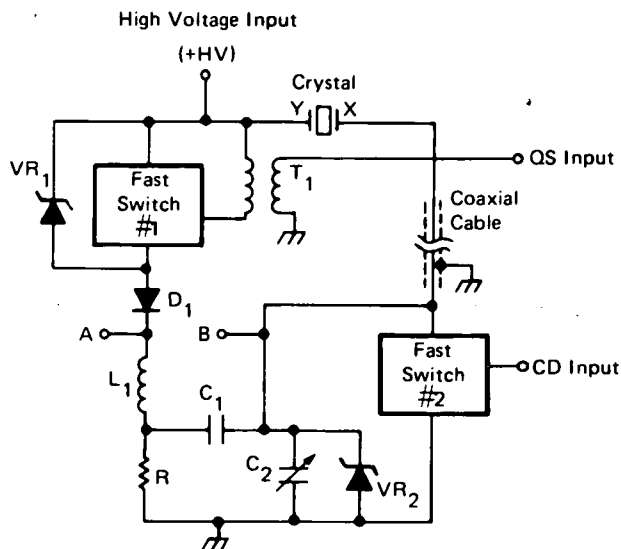 High Voltage Input
(+HV)
Crystal
Y X
VR1
Fast
Switch
#1
T1
QS Input
Coaxial
Cable
D1
A
B
L1
C1
Fast
Switch
#2
CD Input
R
C2
VR2